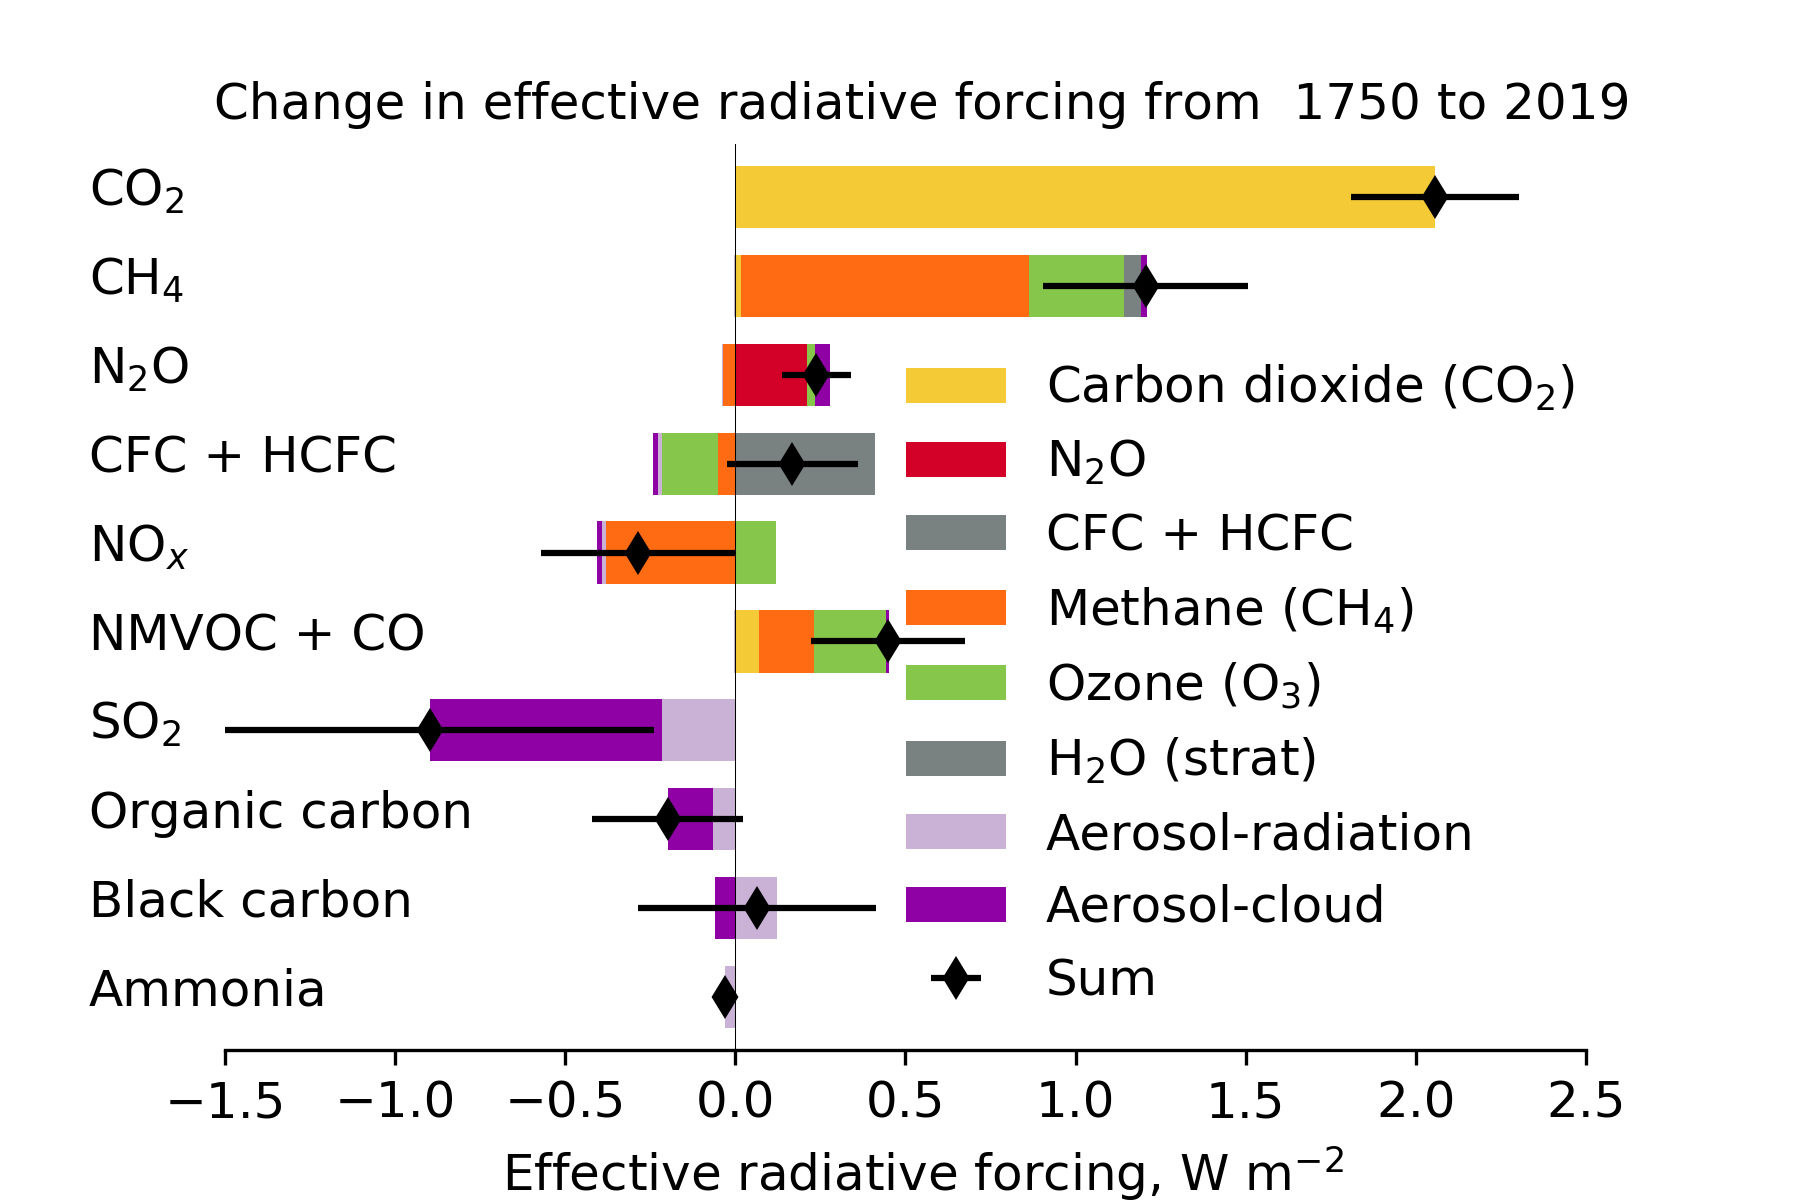 Change in effective radiative forcing from  1750 to 2019
CO₂
CH₄
N₂O
CFC + HCFC
NOₓ
NMVOC + CO
SO₂
Organic carbon
Black carbon
Ammonia
Carbon dioxide (CO₂)
N₂O
CFC + HCFC
Methane (CH₄)
Ozone (O₃)
H₂O (strat)
Aerosol-radiation
Aerosol-cloud
Sum
−1.5 −1.0 −0.5 0.0 0.5 1.0 1.5 2.0 2.5
Effective radiative forcing, W m⁻²